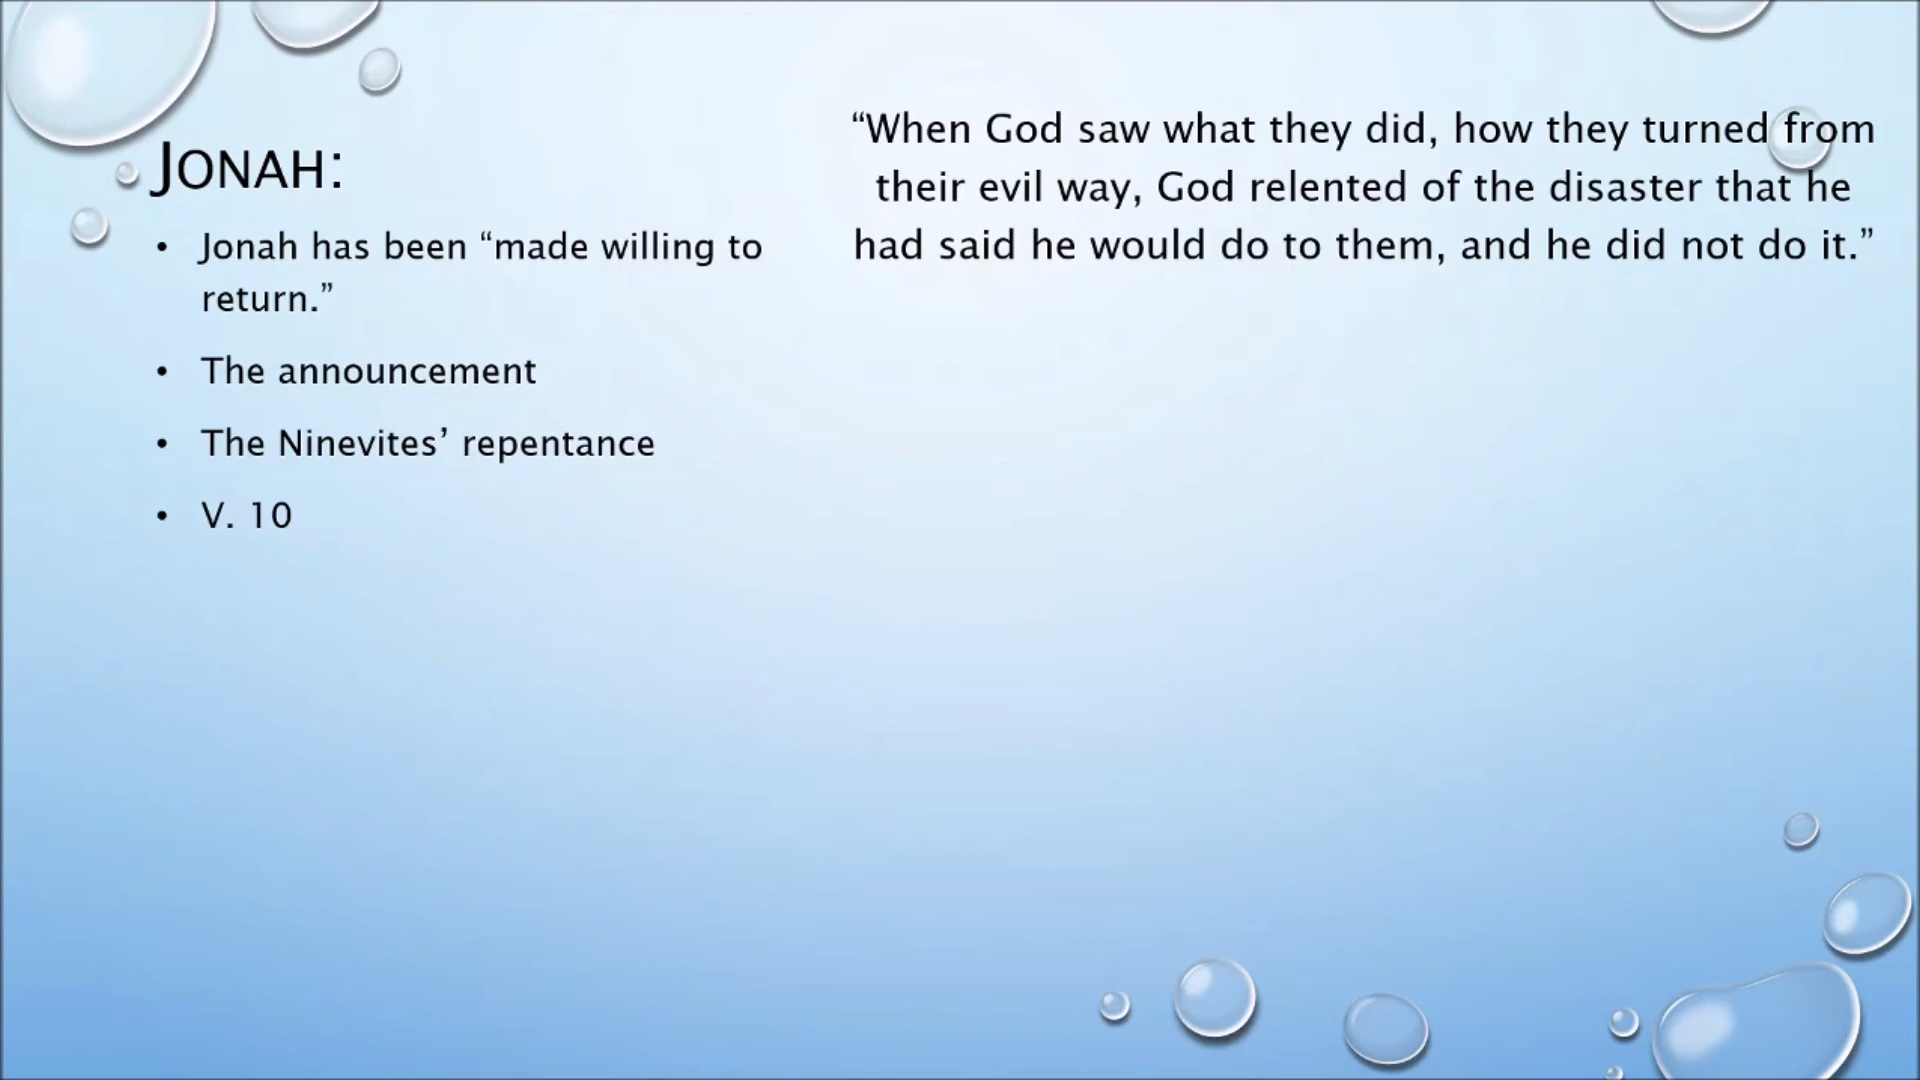 JONAH:
• Jonah has been “made willing to
return.”
• The announcement
• The Ninevites’ repentance
• V. 10
“When God saw what they did, how they turned from
their evil way, God relented of the disaster that he
had said he would do to them, and he did not do it.”